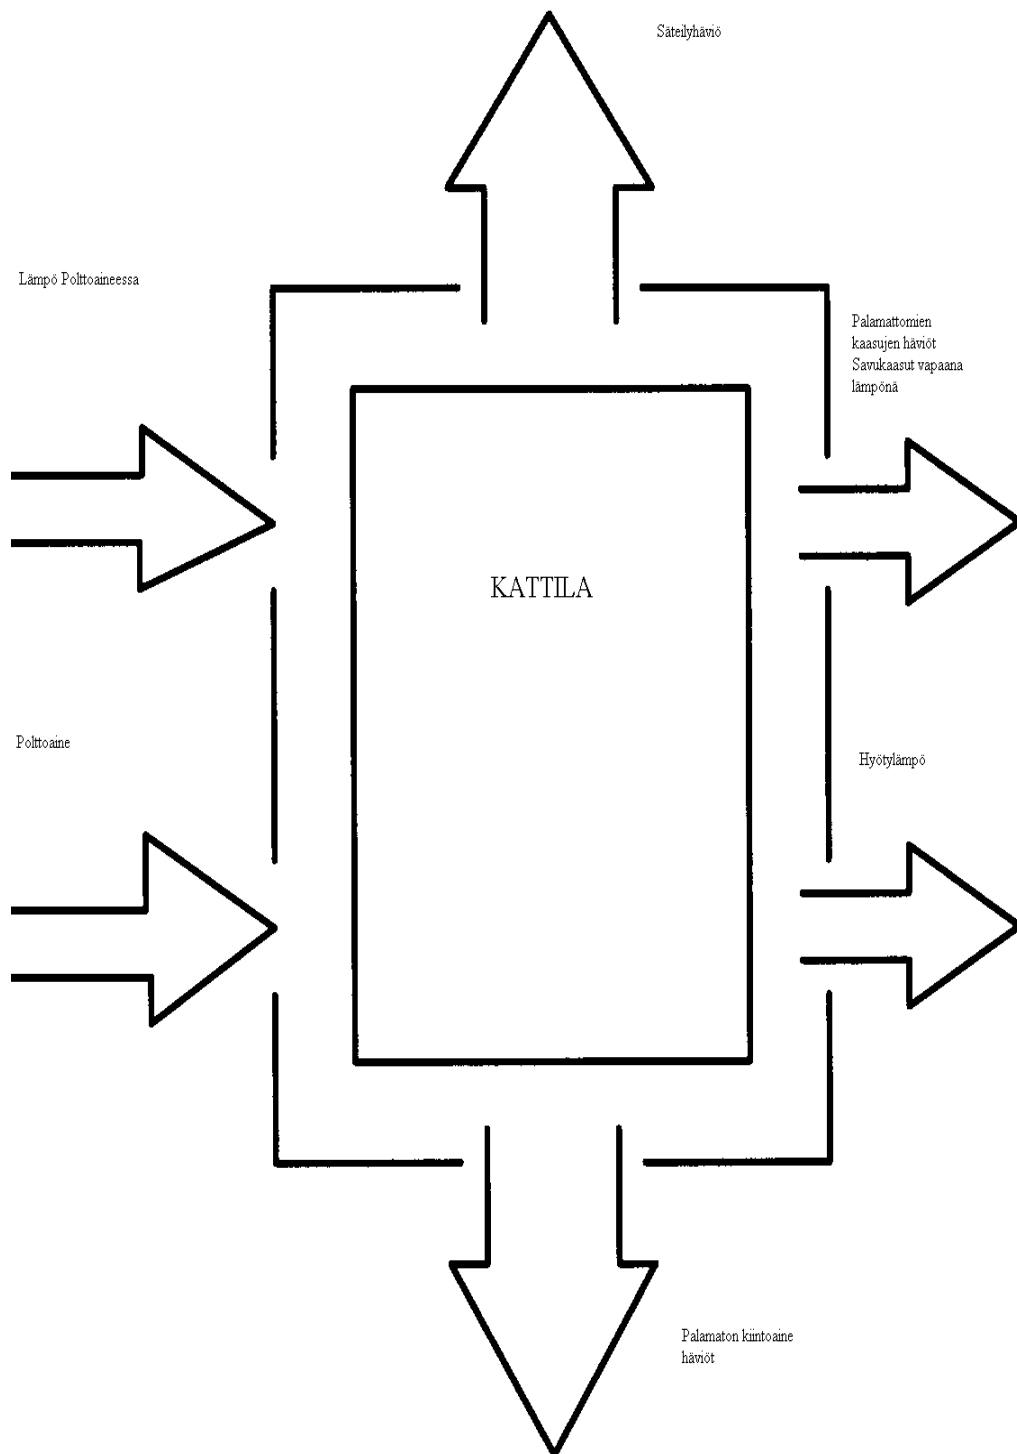 Säteilyhäviö
Lämpö Polttoaineessa
Palamattomien
kaasujen häviöt
Savukaasut vapaana
lämpönä
KATTILA
Polttoaine
Hyötylämpö
Palamaton kiintoaine
häviöt